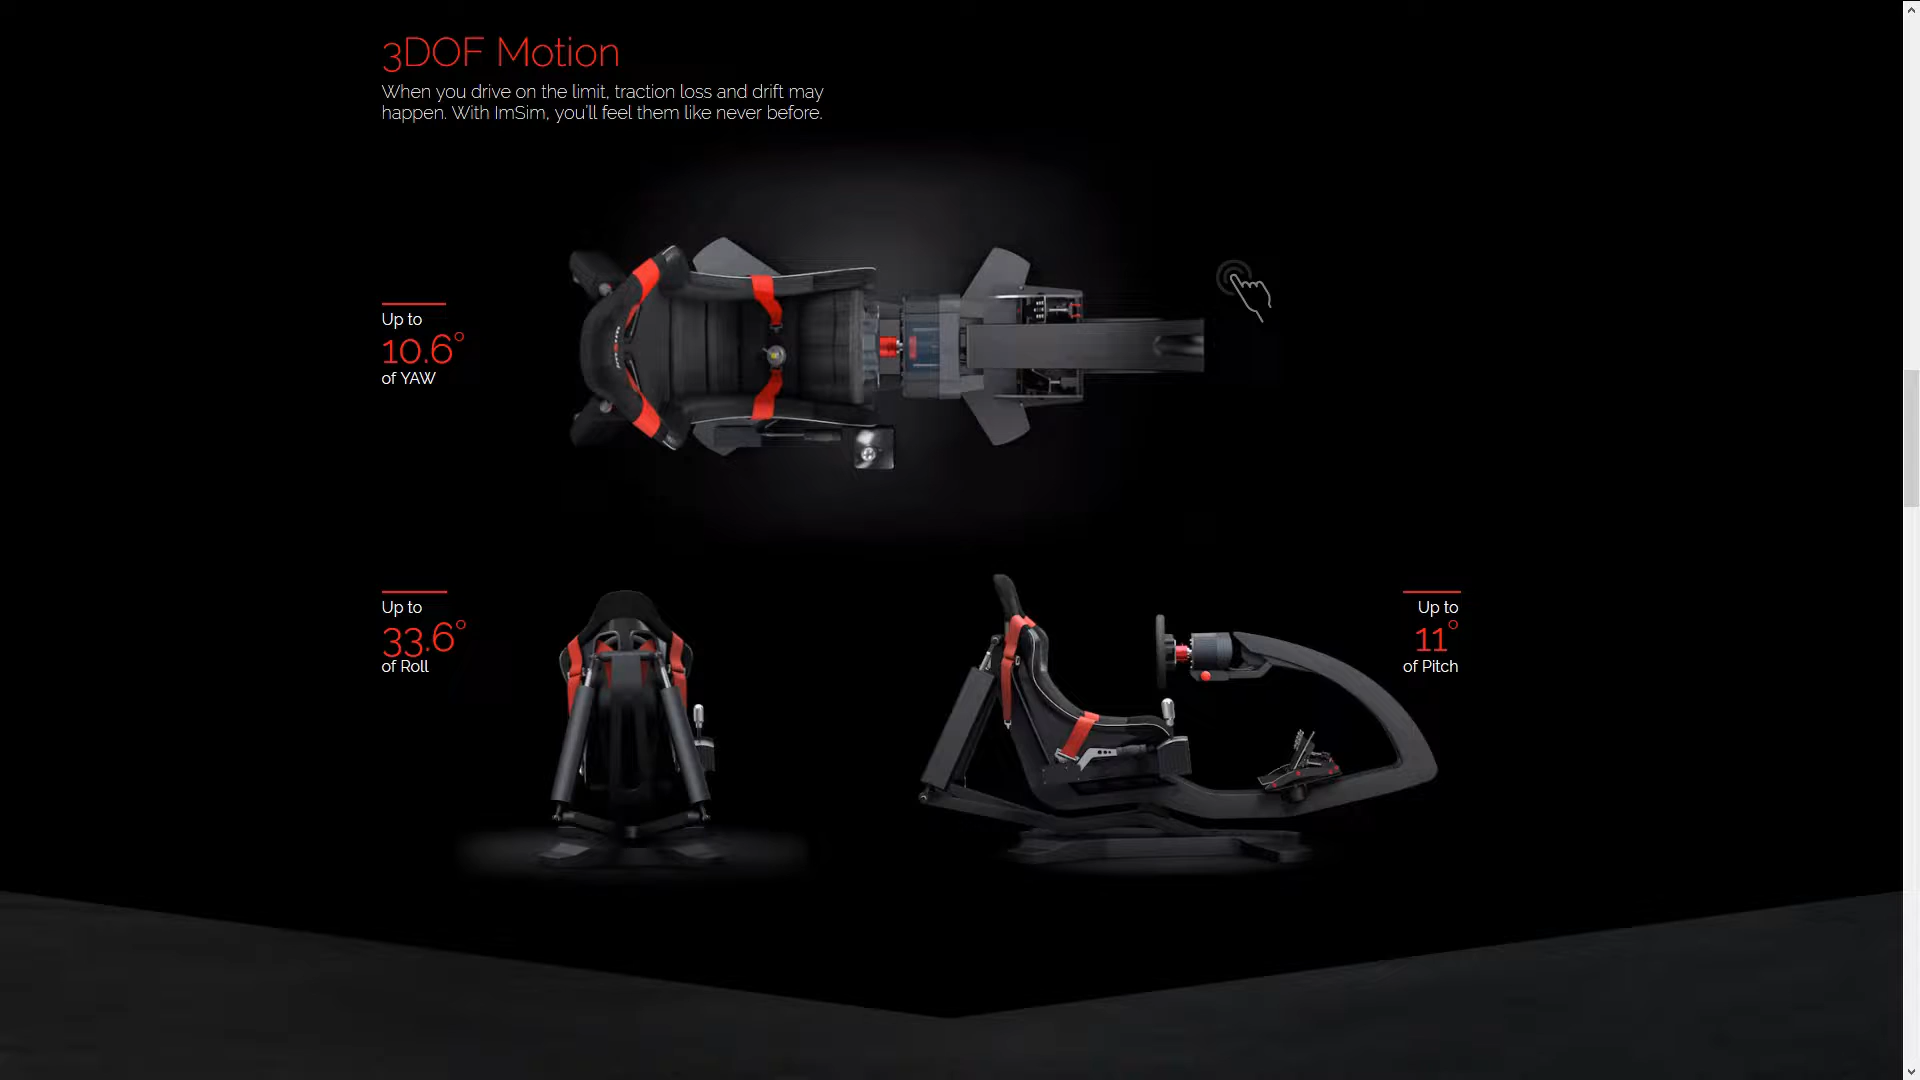 3DOF Motion
When you drive on the limit, traction loss and drift may
happen. With ImSim, you'll feel them like never before.
Up to
10.6°
of YAW
Up to
33.6°
of Roll
Up to
11°
of Pitch